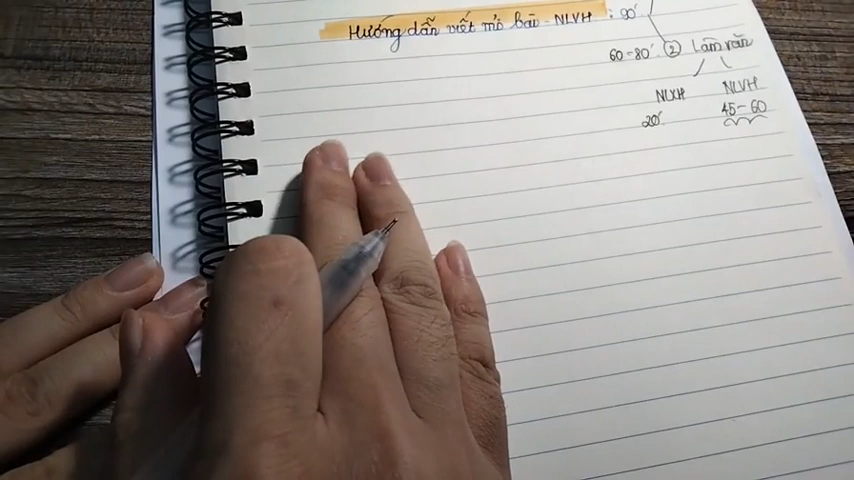 Hướng dẫn viết mở bài - NLVH : 90'
60-80' ② Làm văn
NLXH NLVH
20' 45-60